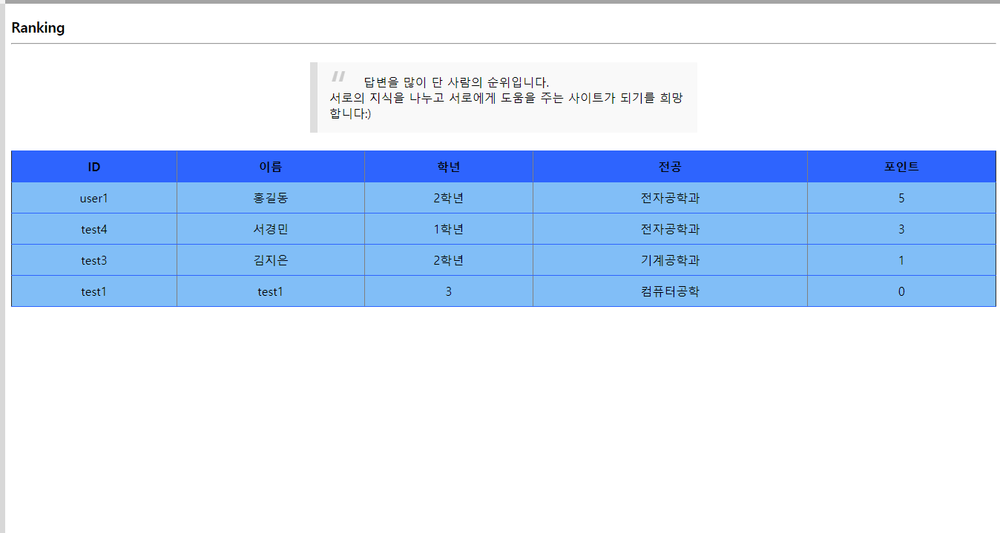 Ranking
“ 답변을 많이 단 사람의 순위입니다.
서로의 지식을 나누고 서로에게 도움을 주는 사이트가 되기를 희망
합니다:)
ID 이름 학년 전공 포인트
user1 홍길동 2학년 전자공학과 5
test4 서경민 1학년 전자공학과 3
test3 김지은 2학년 기계공학과 1
test1 test1 3 컴퓨터공학 0